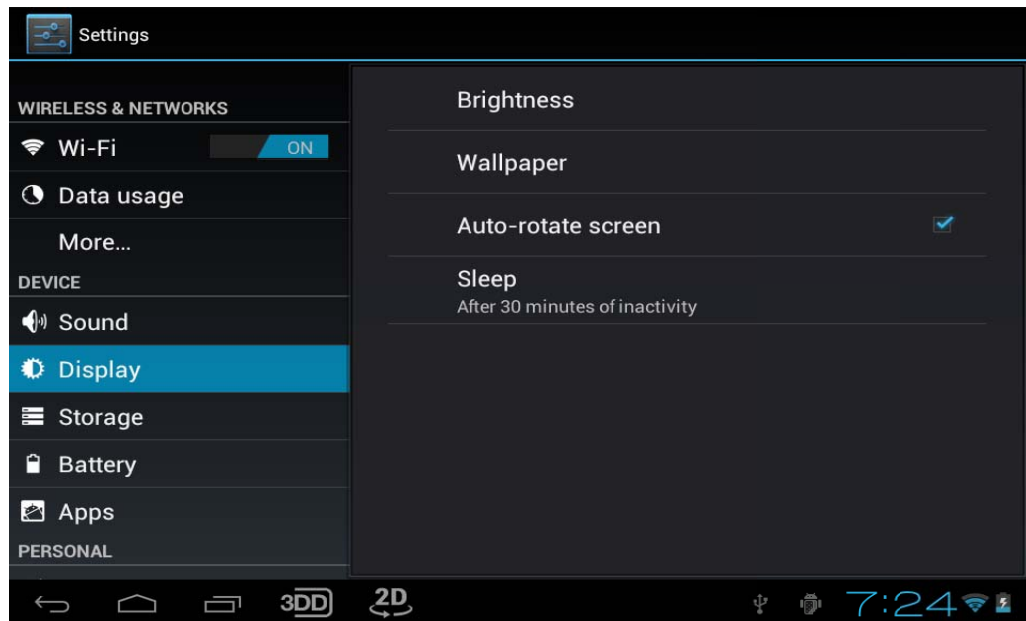 Settings
WIRELESS & NETWORKS
Wi-Fi ON
Data usage
More...
DEVICE
Sound
Display
Storage
Battery
Apps
PERSONAL
Brightness
Wallpaper
Auto-rotate screen
Sleep
After 30 minutes of inactivity
3DD 2D 7:24